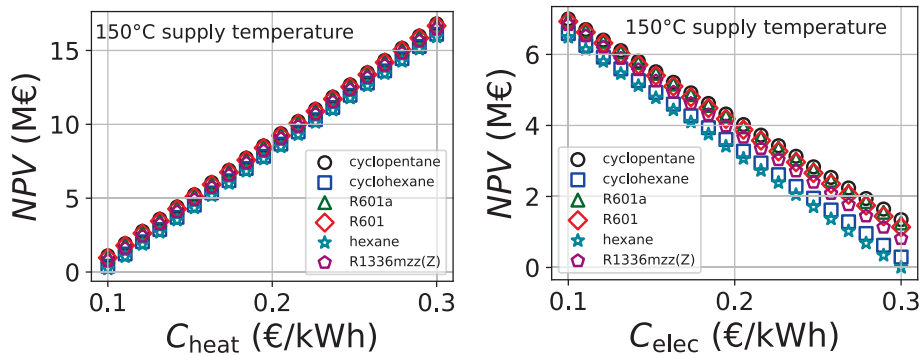 150°C supply temperature
NPV (M€)
15
10
5
0
cyclopentane
cyclohexane
R601a
R601
hexane
R1336mzz(Z)
0.1
0.2
0.3
C_heat (€/kWh)
150°C supply temperature
NPV (M€)
6
4
2
0
cyclopentane
cyclohexane
R601a
R601
hexane
R1336mzz(Z)
0.1
0.2
0.3
C_elec (€/kWh)